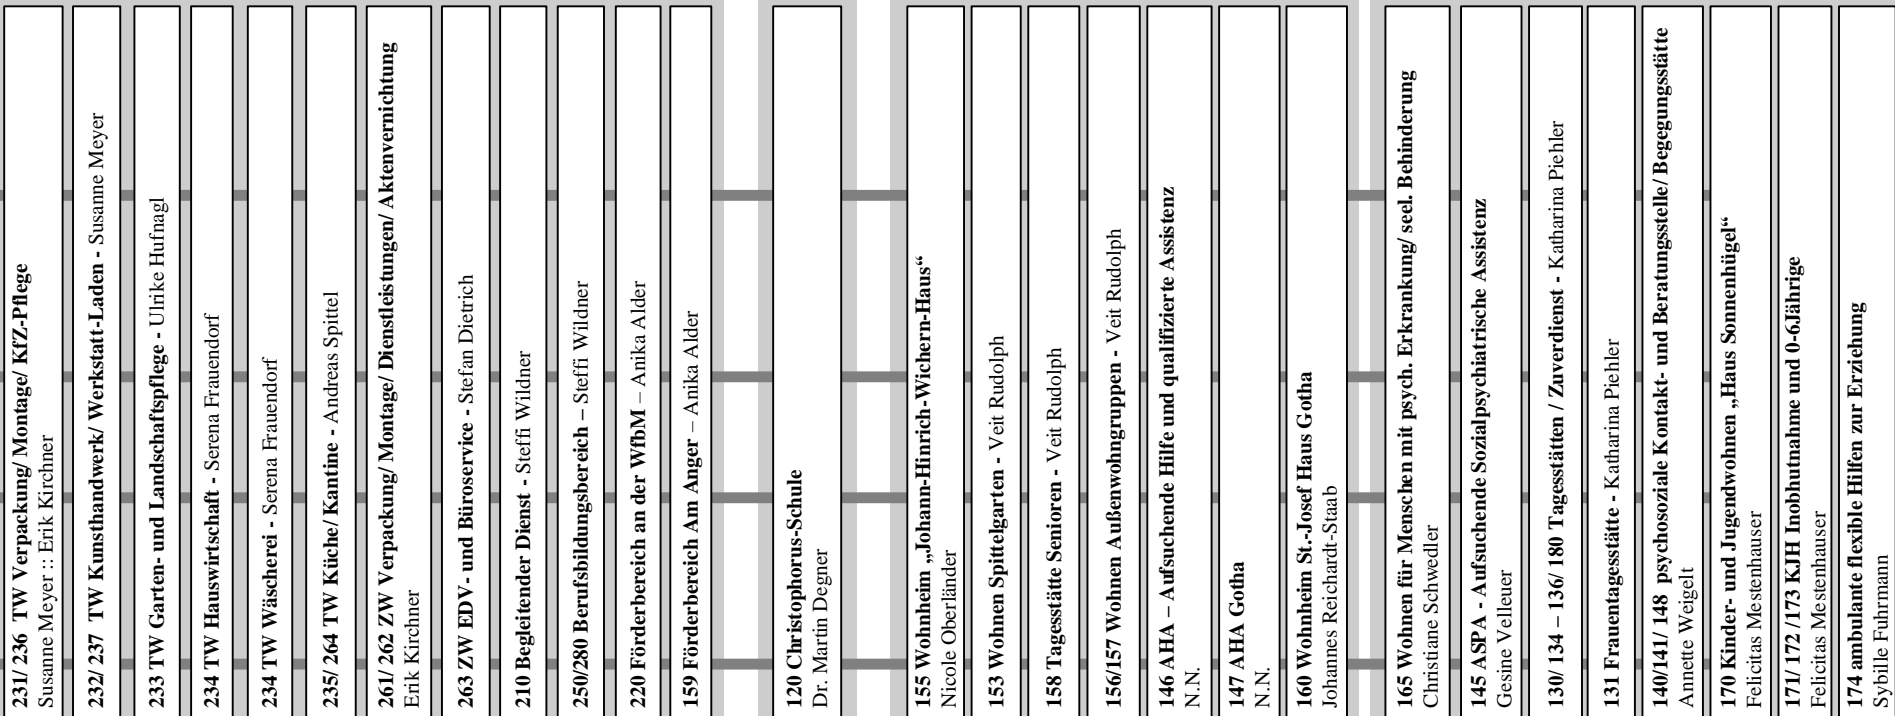 231/ 236 TW Verpackung/ Montage/ KfZ-Pflege
Susanne Meyer :: Erik Kirchner
232/ 237 TW Kunsthandwerk/ Werkstatt-Laden - Susanne Meyer
233 TW Garten- und Landschaftspflege - Ulrike Hufnagl
234 TW Hauswirtschaft - Serena Frauendorf
234 TW Wäscherei - Serena Frauendorf
235/ 264 TW Küche/ Kantine - Andreas Spittel
261/ 262 ZW Verpackung/ Montage/ Dienstleistungen/ Aktenvernichtung
Erik Kirchner
263 ZW EDV- und Büroservice - Stefan Dietrich
210 Begleitender Dienst - Steffi Wildner
250/280 Berufsbildungsbereich – Steffi Wildner
220 Förderbereich an der WfbM – Anika Alder
159 Förderbereich Am Anger – Anika Alder
120 Christophorus-Schule
Dr. Martin Degner
155 Wohnheim „Johann-Hinrich-Wichern-Haus“
Nicole Oberländer
153 Wohnen Spittelgarten - Veit Rudolph
158 Tagesstätte Senioren - Veit Rudolph
156/157 Wohnen Außenwohngruppen - Veit Rudolph
146 AHA – Aufsuchende Hilfe und qualifizierte Assistenz
N.N.
147 AHA Gotha
N.N.
160 Wohnheim St.-Josef Haus Gotha
Johannes Reichardt-Staab
165 Wohnen für Menschen mit psych. Erkrankung/ seel. Behinderung
Christiane Schwedler
145 ASPA - Aufsuchende Sozialpsychiatrische Assistenz
Gesine Velleuer
130/ 134 – 136/ 180 Tagesstätten / Zuverdienst - Katharina Piehler
131 Frauentagesstätte - Katharina Piehler
140/141/ 148 psychosoziale Kontakt- und Beratungsstelle/ Begegnungsstätte
Annette Weigelt
170 Kinder- und Jugendwohnen „Haus Sonnenhügel“
Felicitas Mestenhauser
171/ 172 /173 KJH Inobhutnahme und 0-6Jährige
Felicitas Mestenhauser
174 ambulante flexible Hilfen zur Erziehung
Sybille Fuhrmann